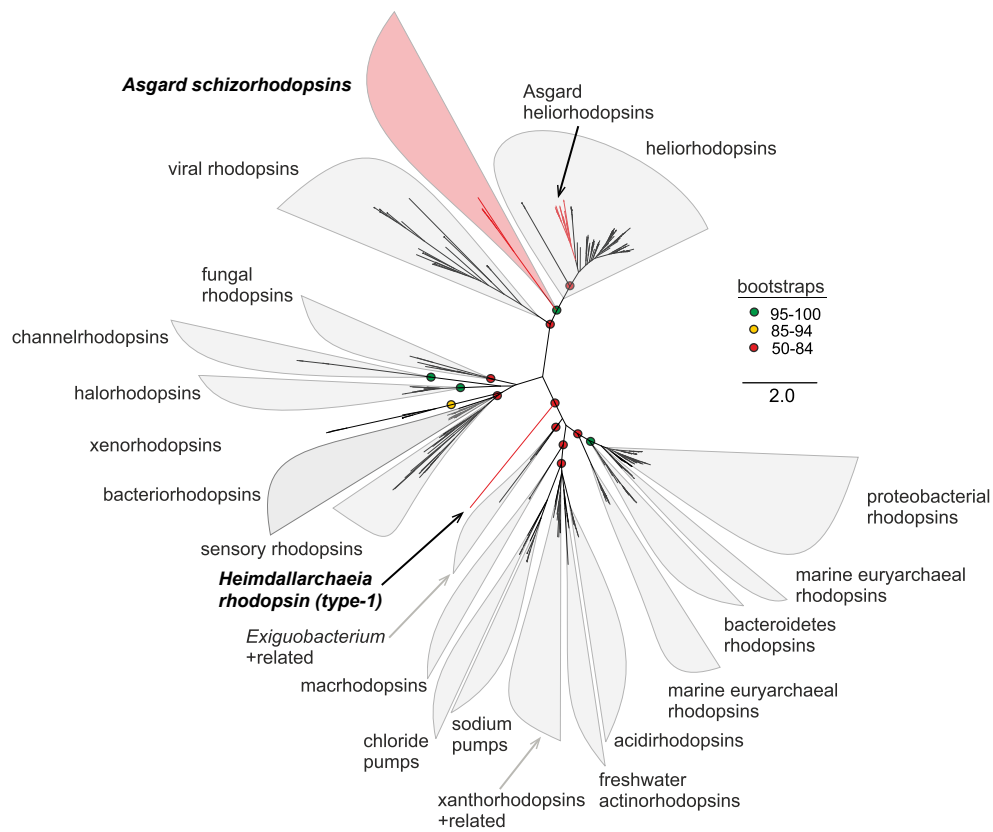 Asgard schizorhodopsins
Asgard
heliorhodopsins
heliorhodopsins
viral rhodopsins
fungal
rhodopsins
channelrhodopsins
halorhodopsins
xenorhodopsins
bacteriorhodopsins
sensory rhodopsins
Heimdallarchaeia
rhodopsin (type-1)
Exiguobacterium
+related
macrhodopsins
chloride
pumps
sodium
pumps
xanthorhodopsins
+related
freshwater
actinorhodopsins
acidirhodopsins
marine euryarchaeal
rhodopsins
bacteroidetes
rhodopsins
marine euryarchaeal
rhodopsins
proteobacterial
rhodopsins
bootstraps
95-100
85-94
50-84
2.0